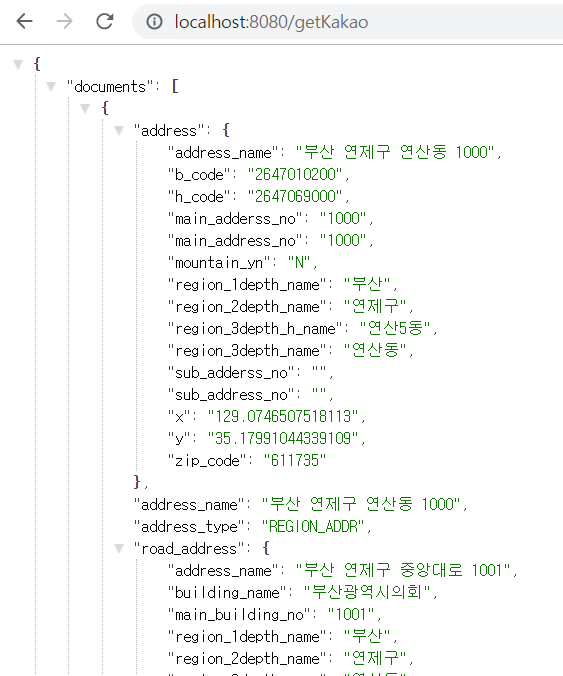 localhost:8080/getKakao
{
"documents": [
{
"address": {
"address_name": "부산 연제구 연산동 1000",
"b_code": "2647010200",
"h_code": "2647069000",
"main_adderss_no": "1000",
"main_address_no": "1000",
"mountain_yn": "N",
"region_1depth_name": "부산",
"region_2depth_name": "연제구",
"region_3depth_h_name": "연산5동",
"region_3depth_name": "연산동",
"sub_adderss_no": "",
"sub_address_no": "",
"x": "129.0746507518113",
"y": "35.17991044339109",
"zip_code": "611735"
},
"address_name": "부산 연제구 연산동 1000",
"address_type": "REGION_ADDR",
"road_address": {
"address_name": "부산 연제구 중앙대로 1001",
"building_name": "부산광역시의회",
"main_building_no": "1001",
"region_1depth_name": "부산",
"region_2depth_name": "연제구",